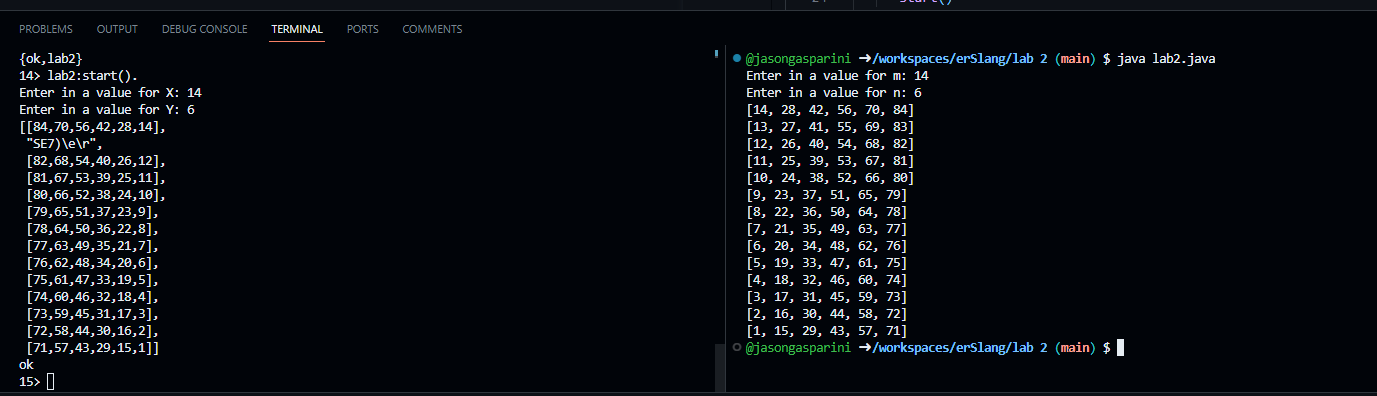 PROBLEMS OUTPUT DEBUG CONSOLE TERMINAL PORTS COMMENTS
{ok,lab2}
14> lab2:start().
Enter in a value for X: 14
Enter in a value for Y: 6
[[84,70,56,42,28,14],
"SE7)\e\r",
[82,68,54,40,26,12],
[81,67,53,39,25,11],
[80,66,52,38,24,10],
[79,65,51,37,23,9],
[78,64,50,36,22,8],
[77,63,49,35,21,7],
[76,62,48,34,20,6],
[75,61,47,33,19,5],
[74,60,46,32,18,4],
[73,59,45,31,17,3],
[72,58,44,30,16,2],
[71,57,43,29,15,1]]
ok
15>
@jasongasparini ➜/workspaces/erSlang/lab 2 (main) $ java lab2.java
Enter in a value for m: 14
Enter in a value for n: 6
[14, 28, 42, 56, 70, 84]
[13, 27, 41, 55, 69, 83]
[12, 26, 40, 54, 68, 82]
[11, 25, 39, 53, 67, 81]
[10, 24, 38, 52, 66, 80]
[9, 23, 37, 51, 65, 79]
[8, 22, 36, 50, 64, 78]
[7, 21, 35, 49, 63, 77]
[6, 20, 34, 48, 62, 76]
[5, 19, 33, 47, 61, 75]
[4, 18, 32, 46, 60, 74]
[3, 17, 31, 45, 59, 73]
[2, 16, 30, 44, 58, 72]
[1, 15, 29, 43, 57, 71]
@jasongasparini ➜/workspaces/erSlang/lab 2 (main) $